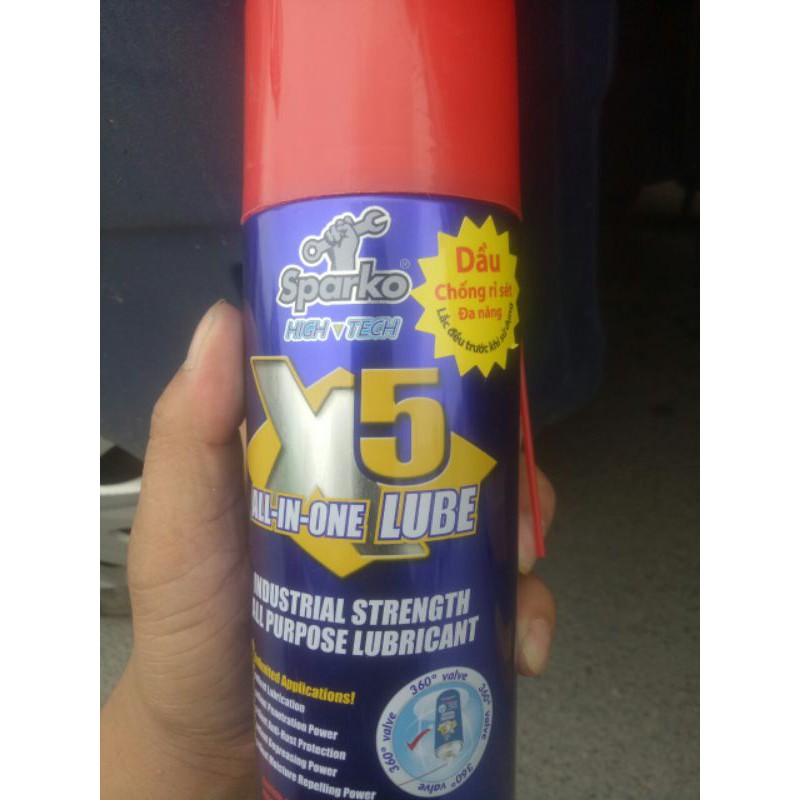 Sparko®
HIGH TECH
Dầu
Chống rỉ sét
Đa năng
Lắc đều trước khi sử dụng
X5
ALL-IN-ONE LUBE
INDUSTRIAL STRENGTH
ALL PURPOSE LUBRICANT
Applications!
Lubrication
Penetration Power
Anti-Rust Protection
Degreasing Power
Moisture Repelling Power
360° valve
360° valve
360° valve
360° valve
X5